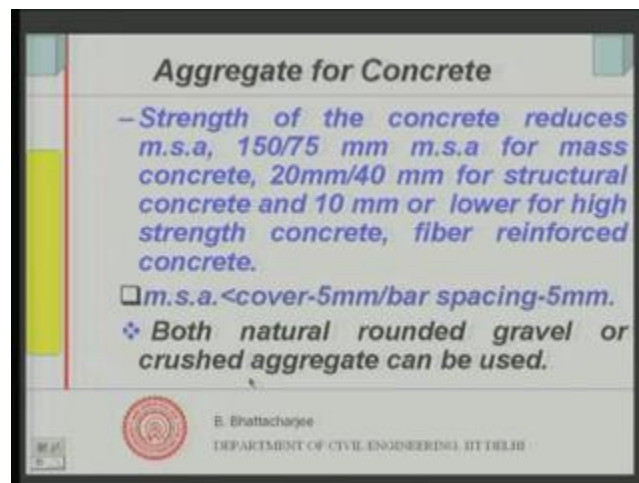 Aggregate for Concrete
– Strength of the concrete reduces
m.s.a, 150/75 mm m.s.a for mass
concrete, 20mm/40 mm for structural
concrete and 10 mm or lower for high
strength concrete, fiber reinforced
concrete.
❑m.s.a.<cover-5mm/bar spacing-5mm.
❖ Both natural rounded gravel or
crushed aggregate can be used.
B. Bhattacharjee
DEPARTMENT OF CIVIL ENGINEERING, IIT DELHI